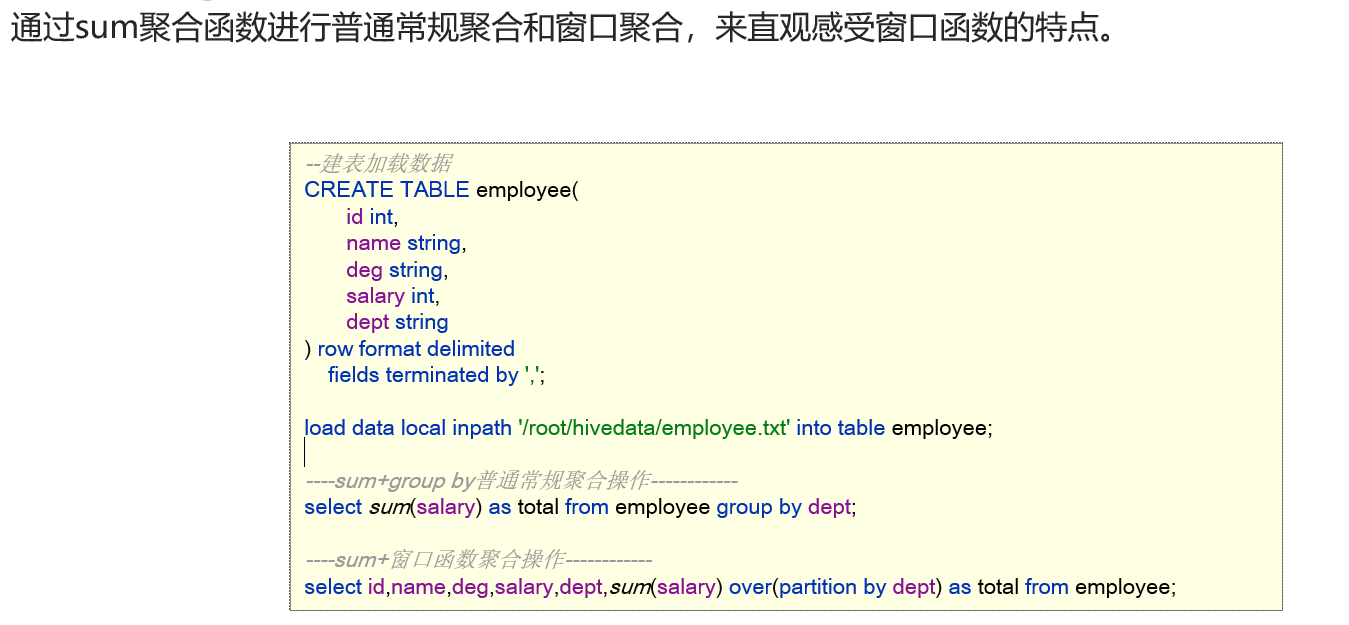 通过sum聚合函数进行普通常规聚合和窗口聚合，来直观感受窗口函数的特点。
--建表加载数据
CREATE TABLE employee(
id int,
name string,
deg string,
salary int,
dept string
) row format delimited
fields terminated by ',';
load data local inpath '/root/hivedata/employee.txt' into table employee;
----sum+group by普通常规聚合操作------------
select sum(salary) as total from employee group by dept;
----sum+窗口函数聚合操作------------
select id,name,deg,salary,dept,sum(salary) over(partition by dept) as total from employee;